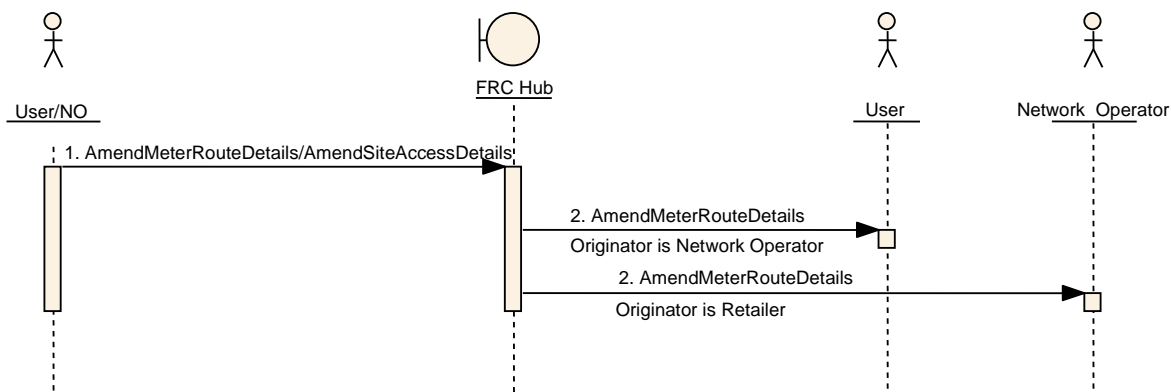 FRC Hub
User/NO
User
Network Operator
1. AmendMeterRouteDetails/AmendSiteAccessDetails
2. AmendMeterRouteDetails
Originator is Network Operator
2. AmendMeterRouteDetails
Originator is Retailer